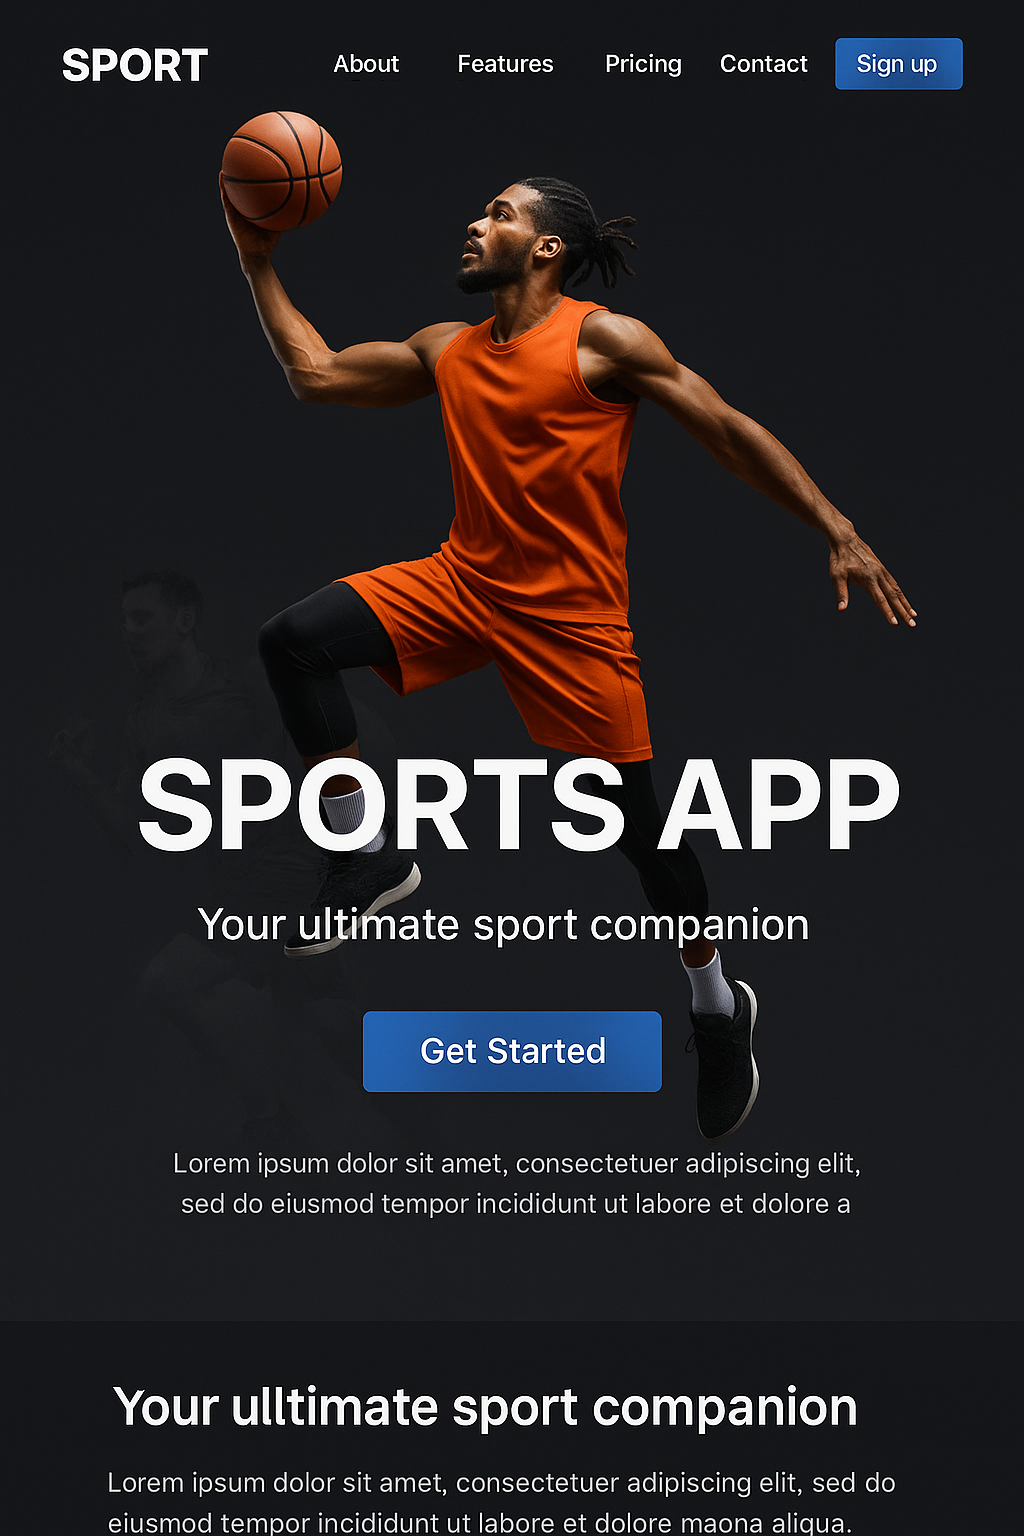 SPORT
About Features Pricing Contact Sign up
SPORTS APP
Your ultimate sport companion
Get Started
Lorem ipsum dolor sit amet, consectetuer adipiscing elit,
sed do eiusmod tempor incididunt ut labore et dolore a
Your ulltimate sport companion
Lorem ipsum dolor sit amet, consectetuer adipiscing elit, sed do
eiusmod tempor incididunt ut labore et dolore maona aliqua.